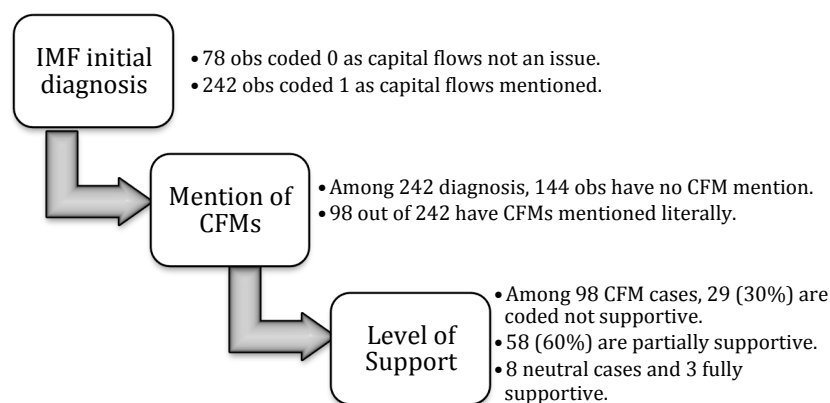 IMF initial
diagnosis
•78 obs coded 0 as capital flows not an issue.
•242 obs coded 1 as capital flows mentioned.
Mention of
CFMs
•Among 242 diagnosis, 144 obs have no CFM mention.
•98 out of 242 have CFMs mentioned literally.
Level of
Support
•Among 98 CFM cases, 29 (30%) are
coded not supportive.
•58 (60%) are partially supportive.
•8 neutral cases and 3 fully
supportive.